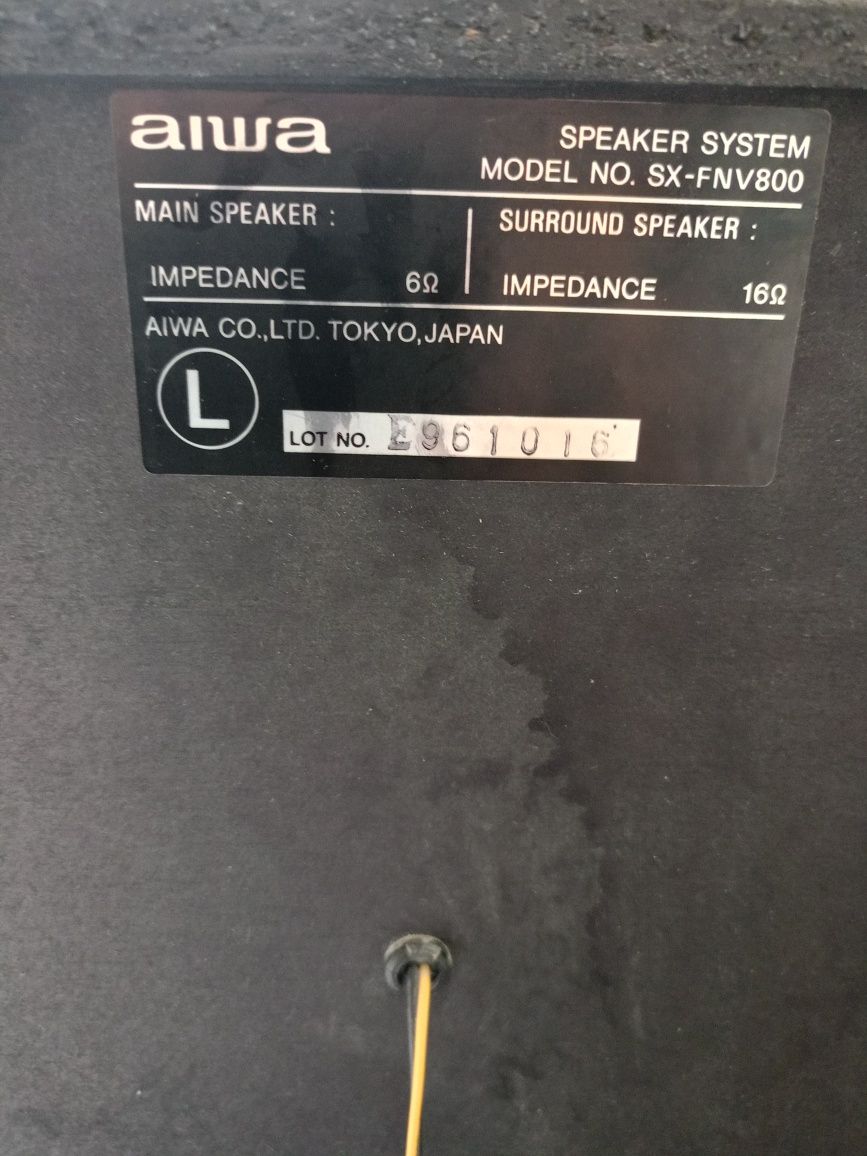 aiwa
SPEAKER SYSTEM
MODEL NO. SX-FNV800
MAIN SPEAKER :
IMPEDANCE 6Ω
SURROUND SPEAKER :
IMPEDANCE 16Ω
AIWA CO.,LTD. TOKYO,JAPAN
L
LOT NO. E961016